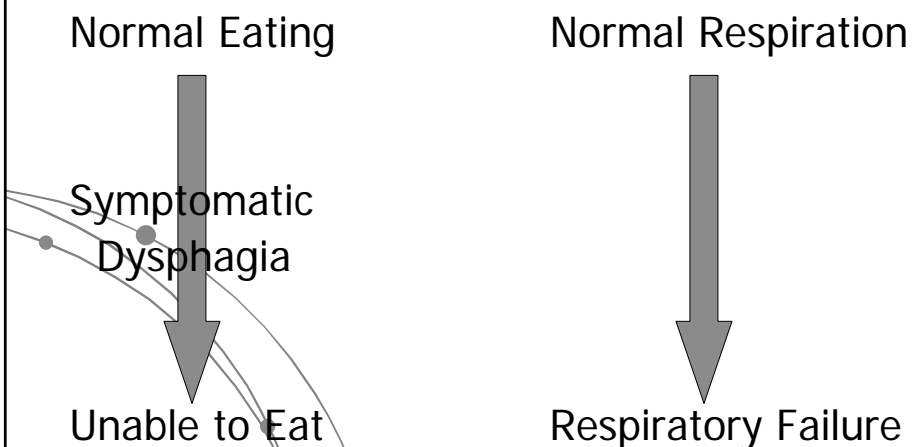 Normal Eating
Normal Respiration
Symptomatic
Dysphagia
Unable to Eat
Respiratory Failure